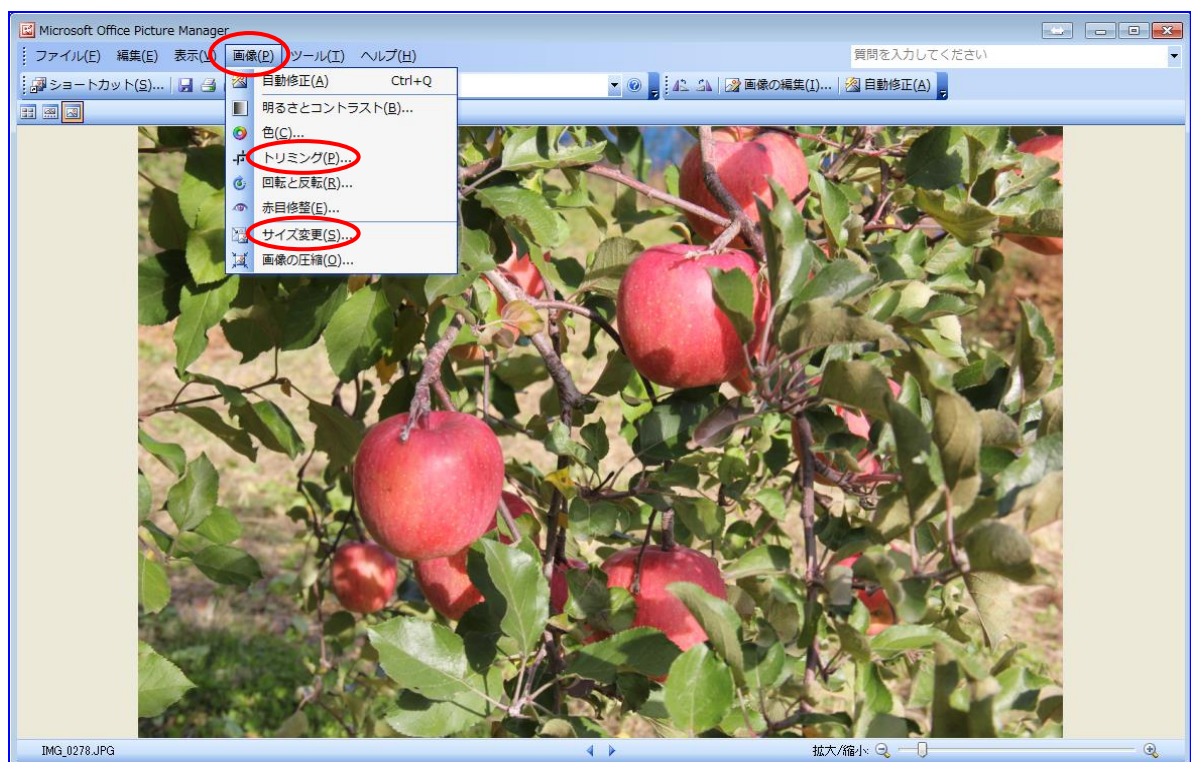 Microsoft Office Picture Manager
ファイル(F) 編集(E) 表示(V) 画像(P) ツール(T) ヘルプ(H) 質問を入力してください
ショートカット(S)... 画像の編集(I)... 自動修正(A)
自動修正(A) Ctrl+Q
明るさとコントラスト(B)...
色(C)...
トリミング(P)...
回転と反転(R)...
赤目修整(E)...
サイズ変更(S)...
画像の圧縮(O)...
IMG_0278.JPG 拡大/縮小: